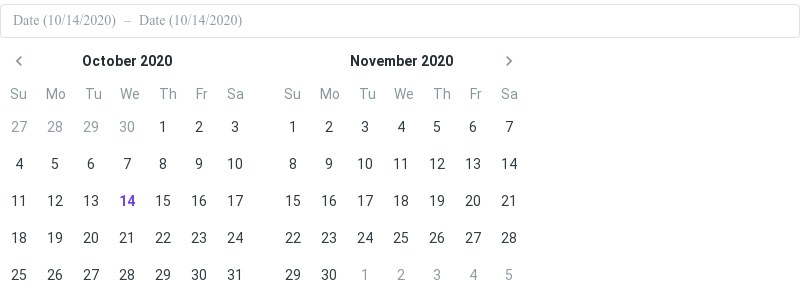 Date (10/14/2020) – Date (10/14/2020)
October 2020 November 2020
Su Mo Tu We Th Fr Sa Su Mo Tu We Th Fr Sa
27 28 29 30 1 2 3 1 2 3 4 5 6 7
4 5 6 7 8 9 10 8 9 10 11 12 13 14
11 12 13 14 15 16 17 15 16 17 18 19 20 21
18 19 20 21 22 23 24 22 23 24 25 26 27 28
25 26 27 28 29 30 31 29 30 1 2 3 4 5